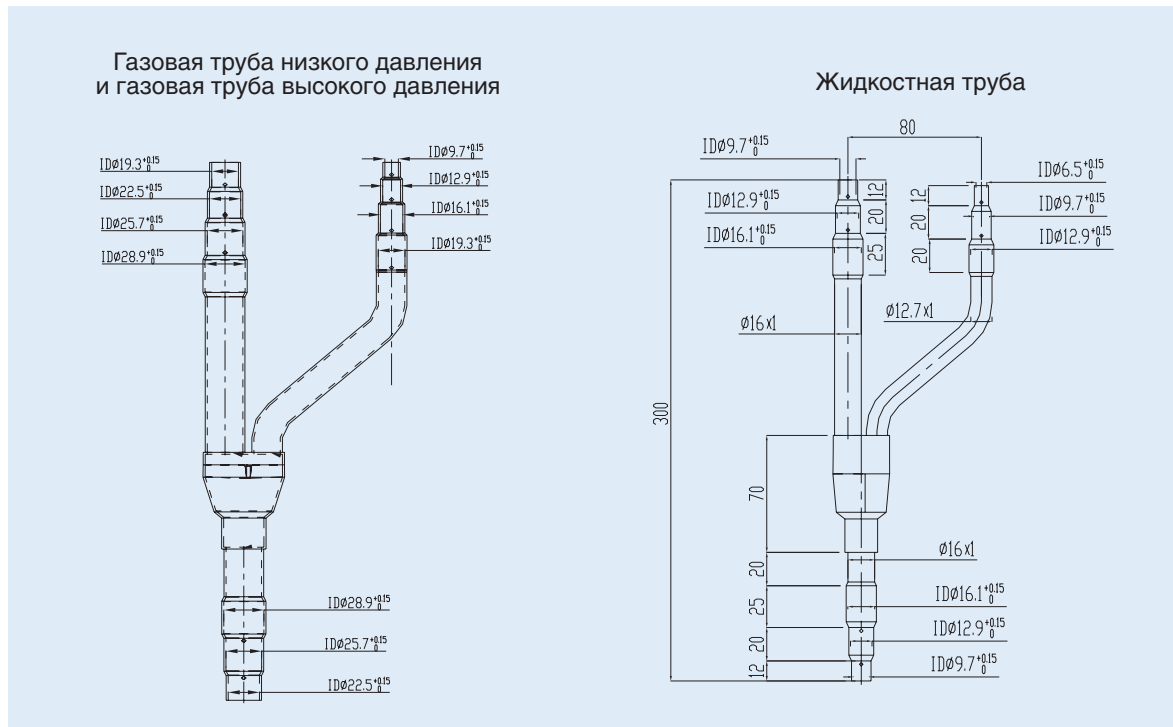 Газовая труба низкого давления
и газовая труба высокого давления
IDø19.3 +0.15 0
IDø22.5 +0.15 0
IDø25.7 +0.15 0
IDø28.9 +0.15 0
IDø9.7 +0.15 0
IDø12.9 +0.15 0
IDø16.1 +0.15 0
IDø19.3 +0.15 0
IDø28.9 +0.15 0
IDø25.7 +0.15 0
IDø22.5 +0.15 0
Жидкостная труба
80
IDø9.7 +0.15 0
IDø12.9 +0.15 0
IDø16.1 +0.15 0
12
20
25
12
20
20
IDø6.5 +0.15 0
IDø9.7 +0.15 0
IDø12.9 +0.15 0
ø16x1
ø12.7x1
300
70
20
25
20
12
ø16x1
IDø16.1 +0.15 0
IDø12.9 +0.15 0
IDø9.7 +0.15 0